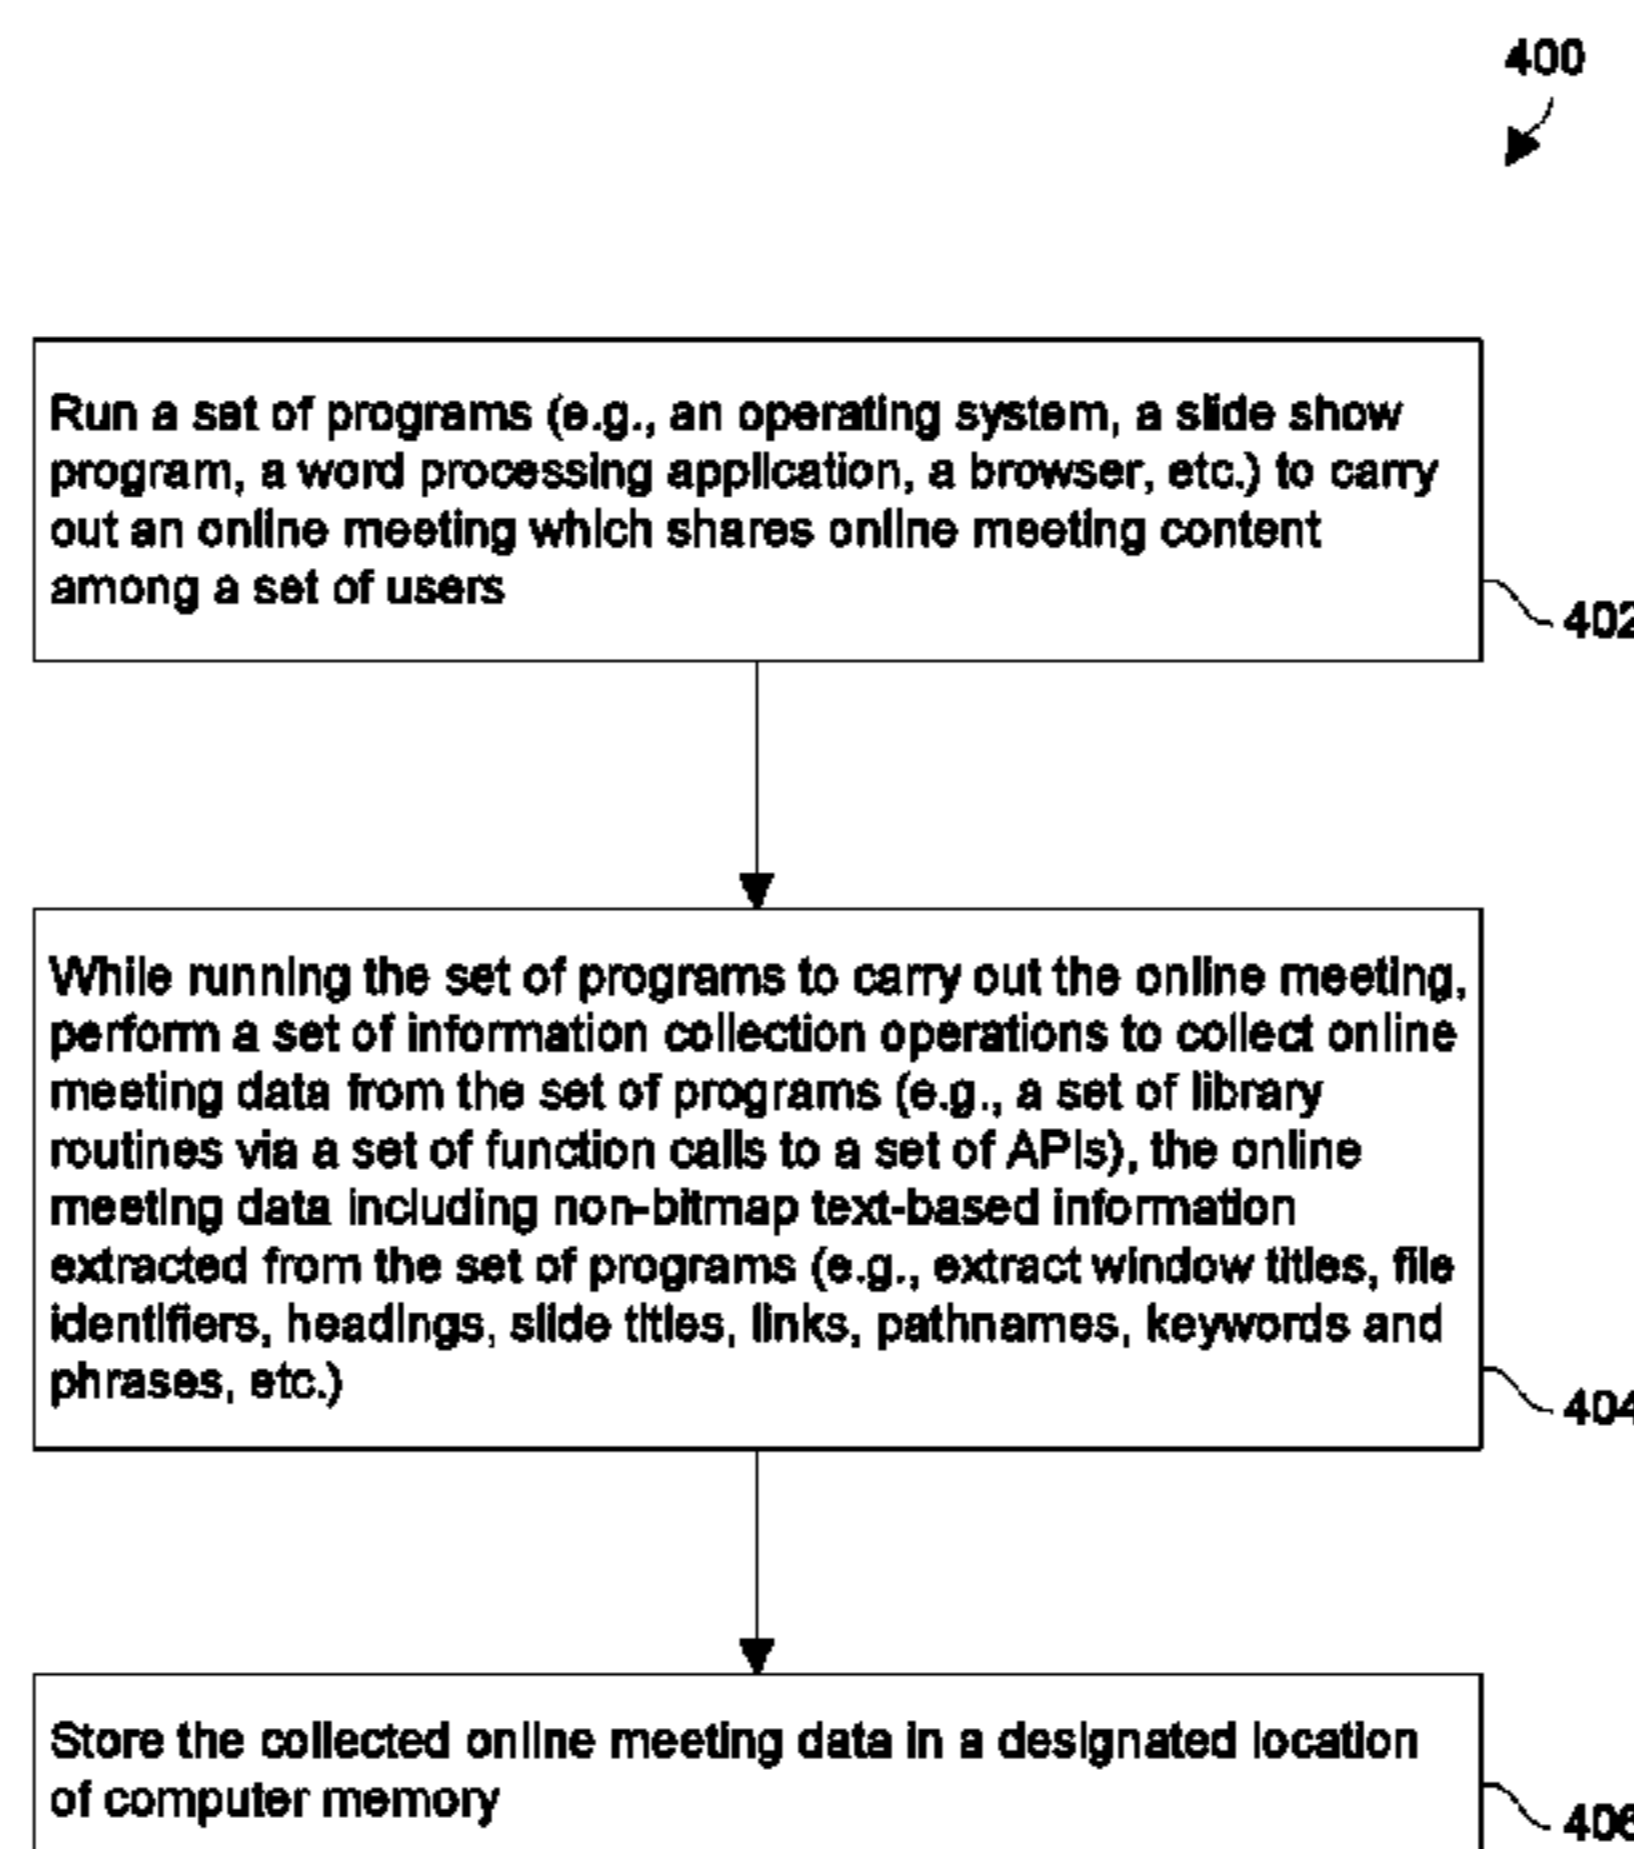 400
Run a set of programs (e.g., an operating system, a slide show
program, a word processing application, a browser, etc.) to carry
out an online meeting which shares online meeting content
among a set of users
402
While running the set of programs to carry out the online meeting,
perform a set of information collection operations to collect online
meeting data from the set of programs (e.g., a set of library
routines via a set of function calls to a set of APIs), the online
meeting data including non-bitmap text-based information
extracted from the set of programs (e.g., extract window titles, file
identifiers, headings, slide titles, links, pathnames, keywords and
phrases, etc.)
404
Store the collected online meeting data in a designated location
of computer memory
406